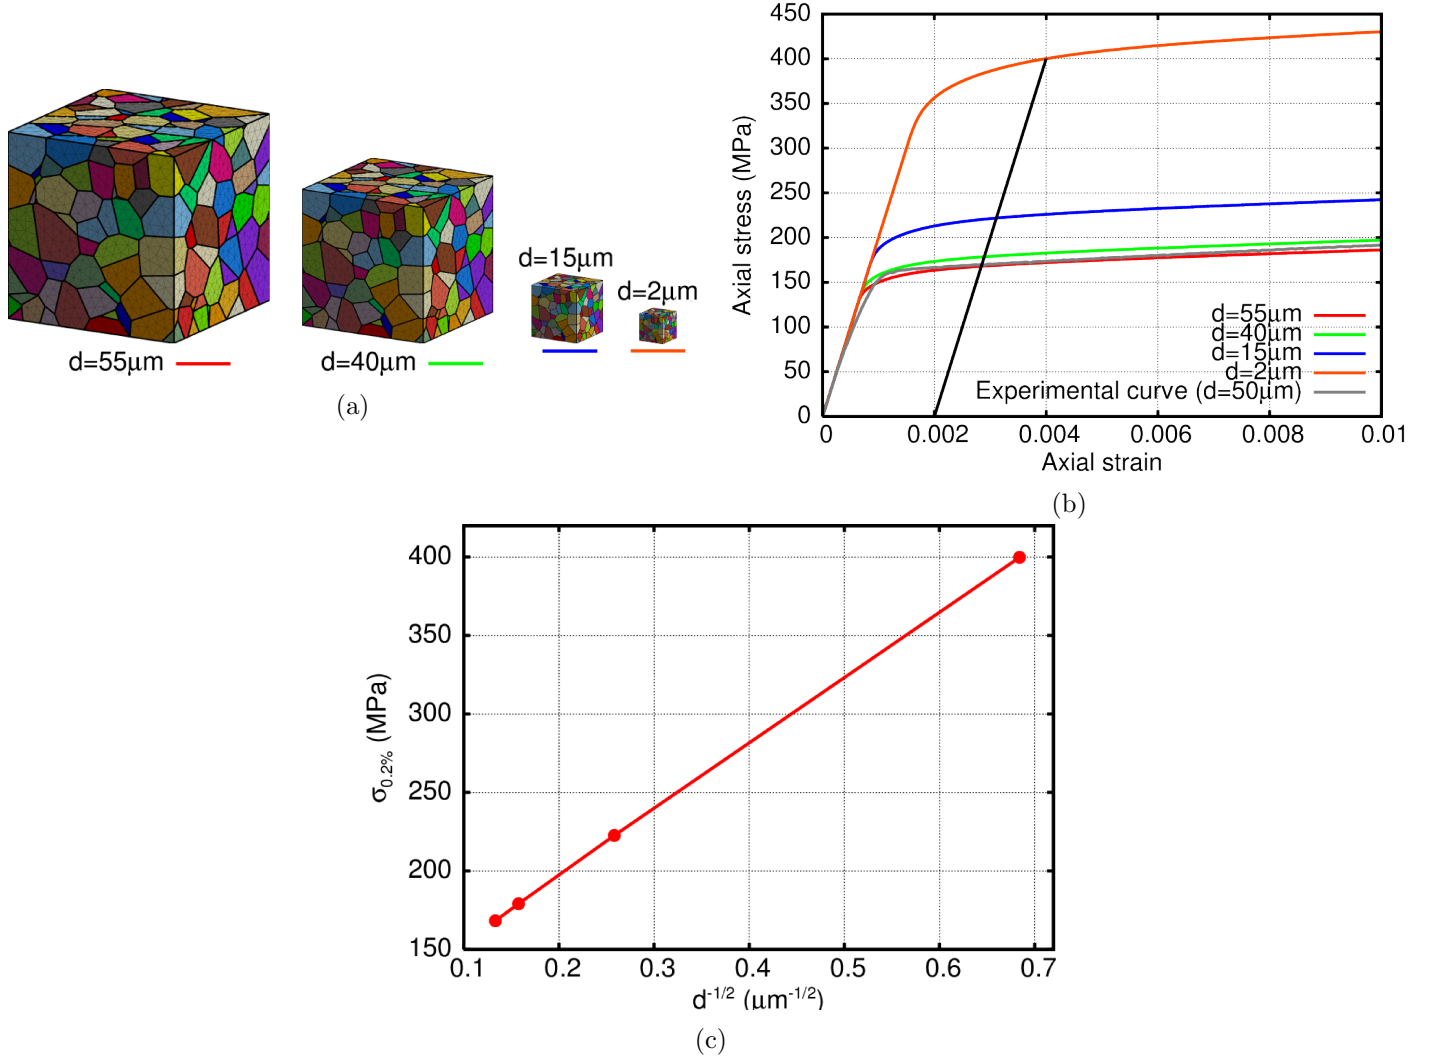 d=55μm
d=40μm
d=15μm
d=2μm
(a)
450
400
350
300
250
200
150
100
50
0
Axial stress (MPa)
0 0.002 0.004 0.006 0.008 0.01
Axial strain
d=55μm
d=40μm
d=15μm
d=2μm
Experimental curve (d=50μm)
(b)
400
350
300
250
200
150
σ0.2% (MPa)
0.1 0.2 0.3 0.4 0.5 0.6 0.7
d-1/2 (μm-1/2)
(c)